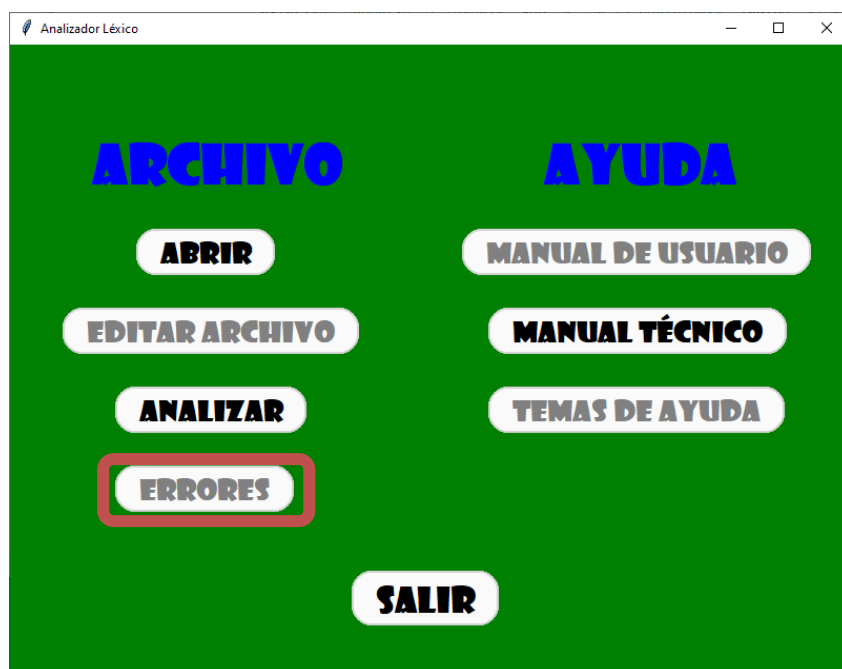 Analizador Léxico
ARCHIVO
ABRIR
EDITAR ARCHIVO
ANALIZAR
ERRORES
AYUDA
MANUAL DE USUARIO
MANUAL TÉCNICO
TEMAS DE AYUDA
SALIR